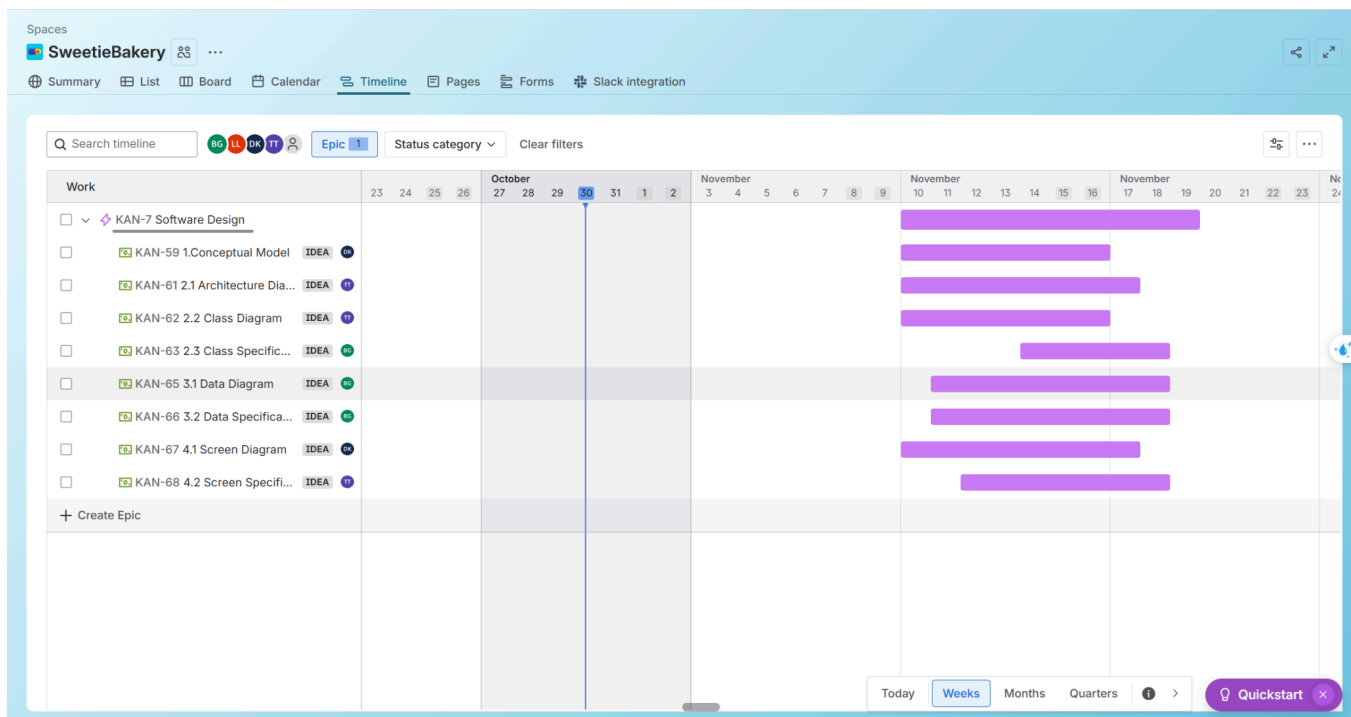 Spaces
SweetieBakery
Summary List Board Calendar Timeline Pages Forms Slack integration
Search timeline BG LL DK TT Epic 1 Status category Clear filters
Work
October November November November
23 24 25 26 27 28 29 30 31 1 2 3 4 5 6 7 8 9 10 11 12 13 14 15 16 17 18 19 20 21 22 23
KAN-7 Software Design
KAN-59 1.Conceptual Model IDEA DK
KAN-61 2.1 Architecture Dia... IDEA TT
KAN-62 2.2 Class Diagram IDEA TT
KAN-63 2.3 Class Specific... IDEA BG
KAN-65 3.1 Data Diagram IDEA BG
KAN-66 3.2 Data Specifica... IDEA BG
KAN-67 4.1 Screen Diagram IDEA DK
KAN-68 4.2 Screen Specifi... IDEA TT
Create Epic
Today Weeks Months Quarters Quickstart